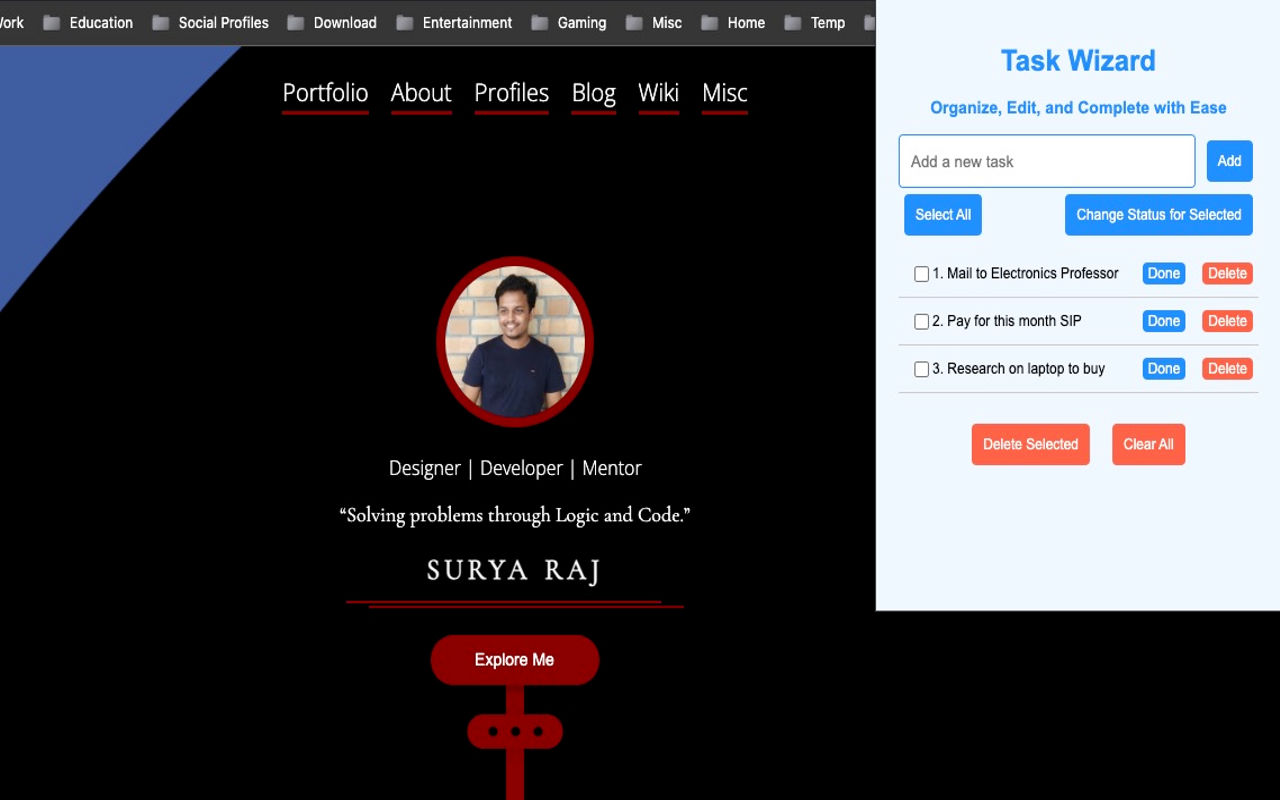 Education Social Profiles Download Entertainment Gaming Misc Home Temp
Portfolio About Profiles Blog Wiki Misc
Designer | Developer | Mentor
“Solving problems through Logic and Code.”
SURYA RAJ
Explore Me
Task Wizard
Organize, Edit, and Complete with Ease
Add a new task Add
Select All Change Status for Selected
1. Mail to Electronics Professor Done Delete
2. Pay for this month SIP Done Delete
3. Research on laptop to buy Done Delete
Delete Selected Clear All